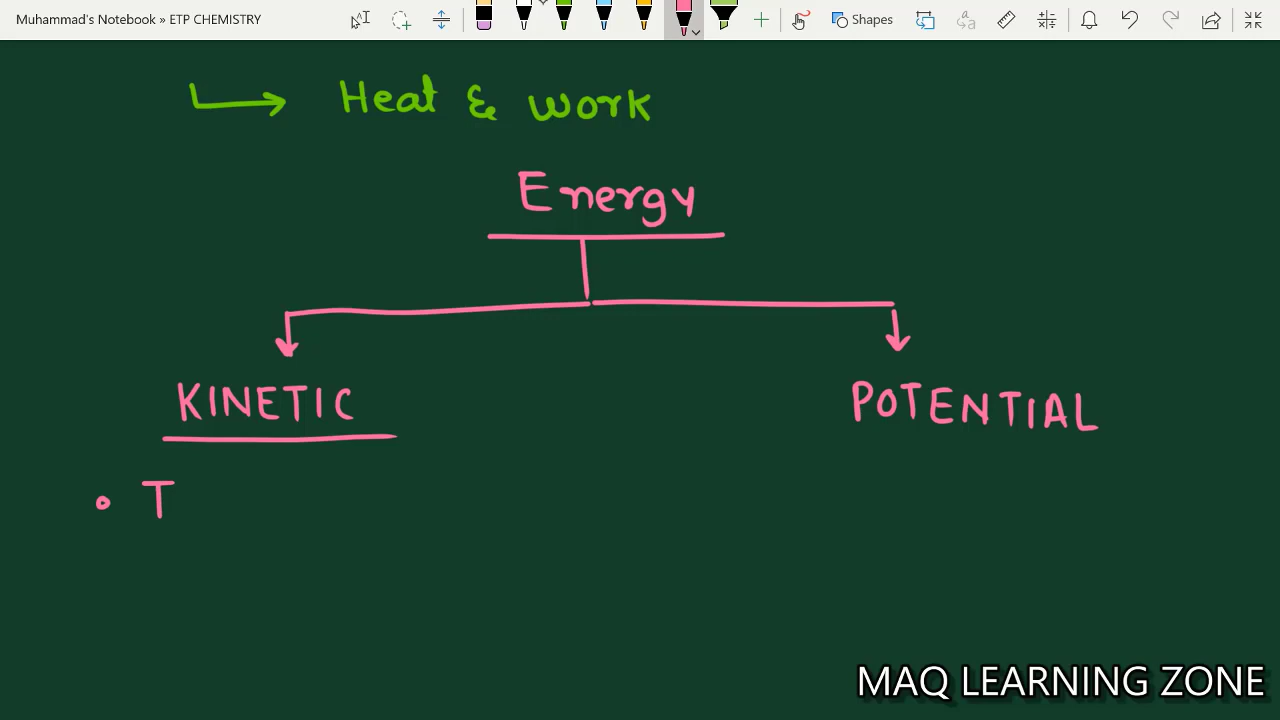 Muhammad's Notebook » ETP CHEMISTRY
Shapes
Heat & work
Energy
KINETIC
POTENTIAL
• T
MAQ LEARNING ZONE